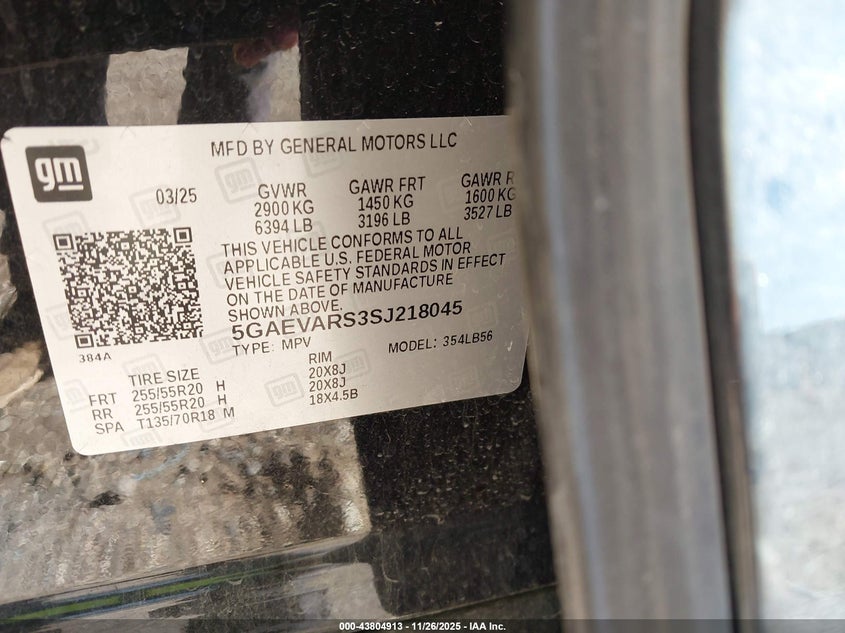 gm
MFD BY GENERAL MOTORS LLC
03/25 GVWR GAWR FRT GAWR R
2900 KG 1450 KG 1600 KG
6394 LB 3196 LB 3527 LB
THIS VEHICLE CONFORMS TO ALL
APPLICABLE U.S. FEDERAL MOTOR
VEHICLE SAFETY STANDARDS IN EFFECT
ON THE DATE OF MANUFACTURE
SHOWN ABOVE.
5GAEVARS3SJ218045
384A TYPE: MPV MODEL: 354LB56
TIRE SIZE RIM
FRT 255/55R20 H 20X8J
RR 255/55R20 H 20X8J
SPA T135/70R18 M 18X4.5B
000-43804913 - 11/26/2025 - IAA Inc.